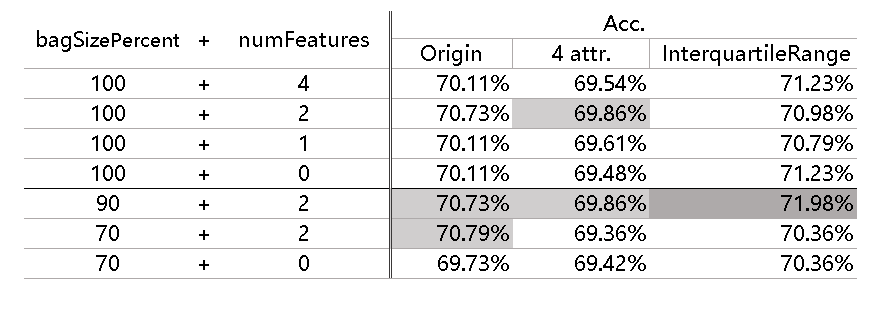 Acc.
bagSizePercent + numFeatures
Origin 4 attr. InterquartileRange
100 + 4 70.11% 69.54% 71.23%
100 + 2 70.73% 69.86% 70.98%
100 + 1 70.11% 69.61% 70.79%
100 + 0 70.11% 69.48% 71.23%
90 + 2 70.73% 69.86% 71.98%
70 + 2 70.79% 69.36% 70.36%
70 + 0 69.73% 69.42% 70.36%